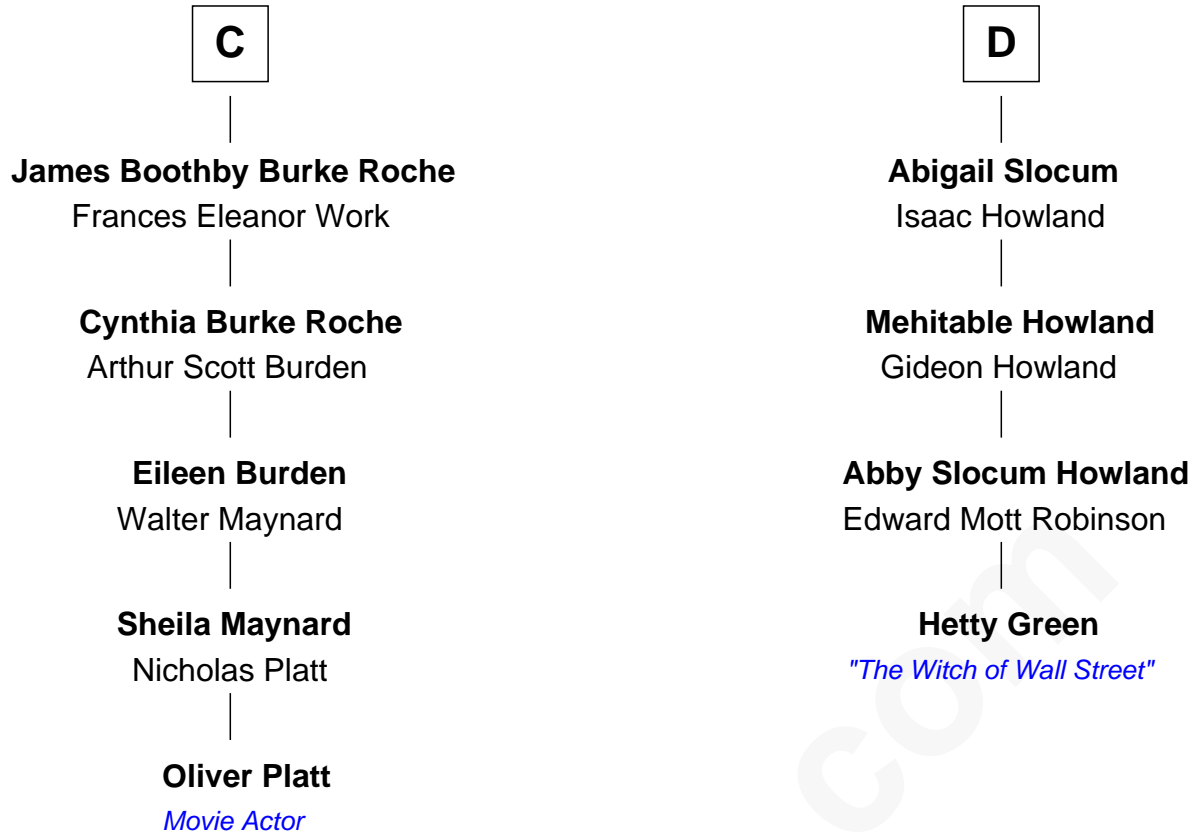 C
James Boothby Burke Roche
Frances Eleanor Work
Cynthia Burke Roche
Arthur Scott Burden
Eileen Burden
Walter Maynard
Sheila Maynard
Nicholas Platt
Oliver Platt
Movie Actor
D
Abigail Slocum
Isaac Howland
Mehitable Howland
Gideon Howland
Abby Slocum Howland
Edward Mott Robinson
Hetty Green
"The Witch of Wall Street"
com